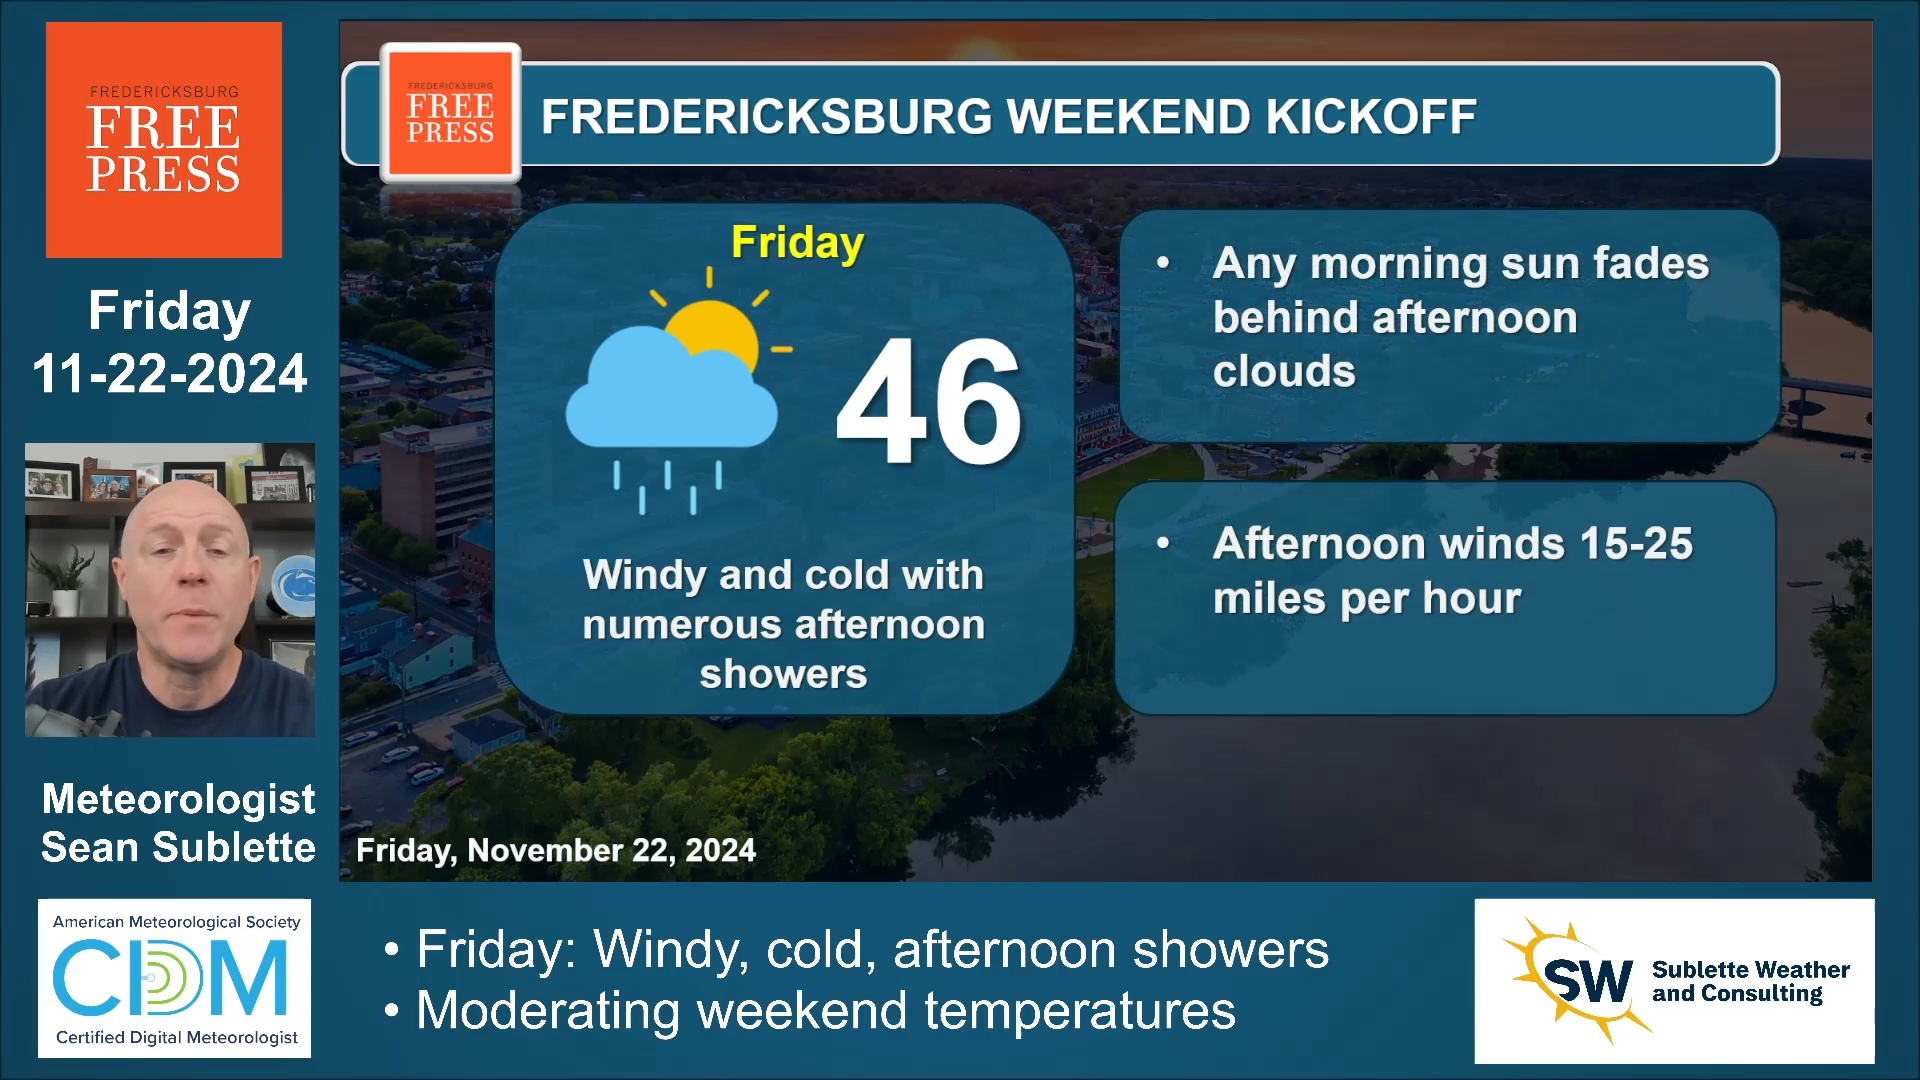 FREDERICKSBURG
FREE
PRESS
Friday
11-22-2024
Meteorologist
Sean Sublette
American Meteorological Society
CDM
Certified Digital Meteorologist
FREDERICKSBURG
FREE
PRESS
FREDERICKSBURG WEEKEND KICKOFF
Friday
46
Windy and cold with
numerous afternoon
showers
• Any morning sun fades
behind afternoon
clouds
• Afternoon winds 15-25
miles per hour
Friday, November 22, 2024
• Friday: Windy, cold, afternoon showers
• Moderating weekend temperatures
SW
Sublette Weather
and Consulting